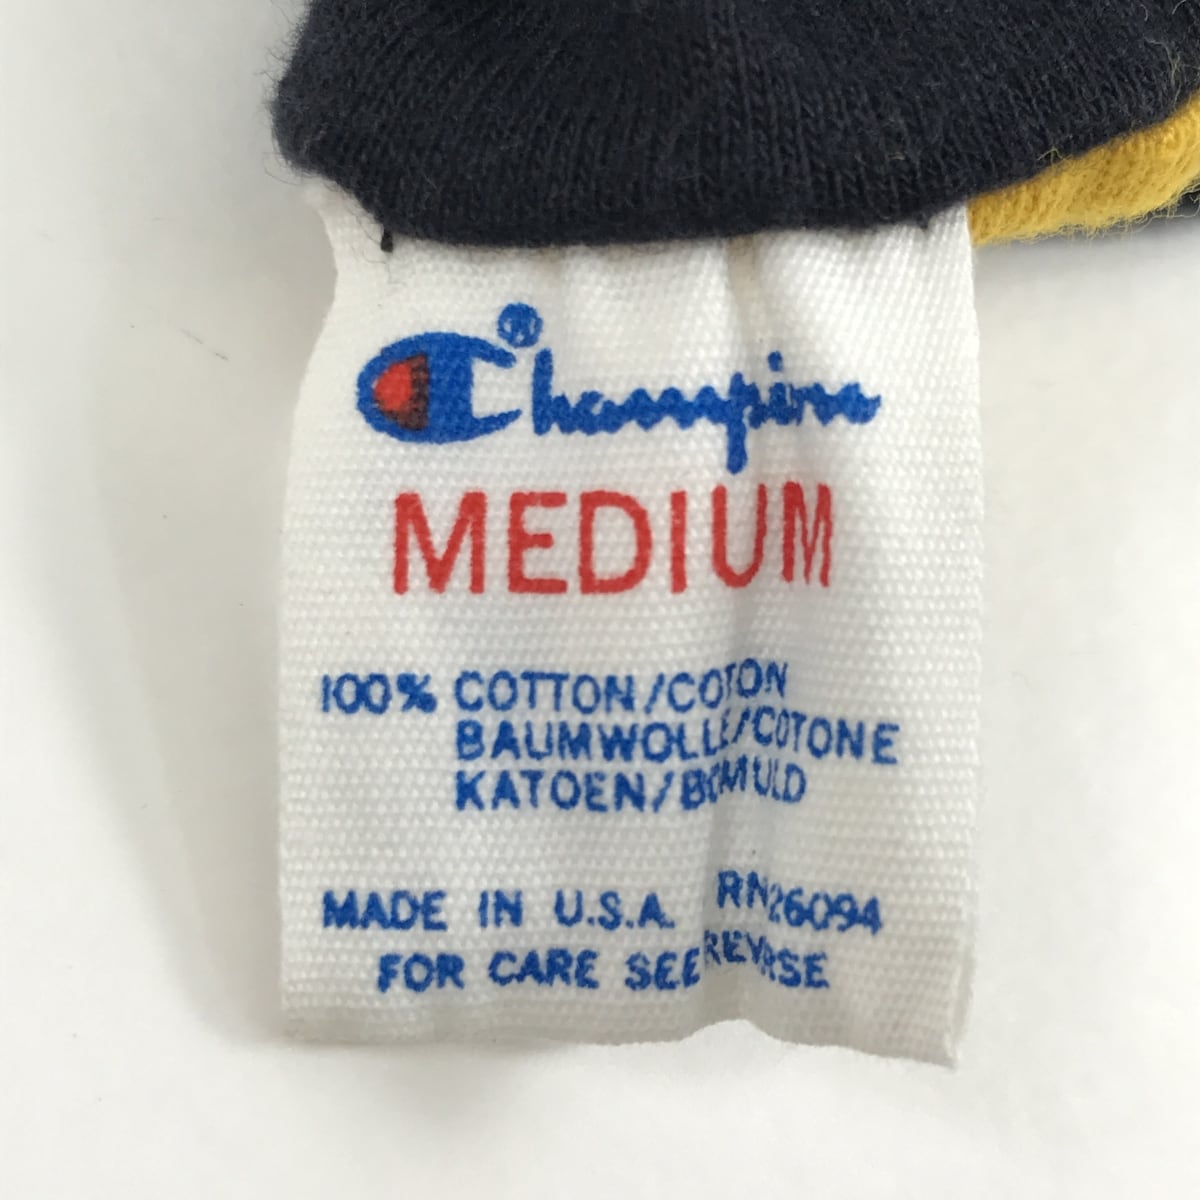 Champion®
MEDIUM
100% COTTON/COTON
BAUMWOLLE/COTONE
KATOEN/BOMULD
MADE IN U.S.A. RN26094
FOR CARE SEE REVERSE